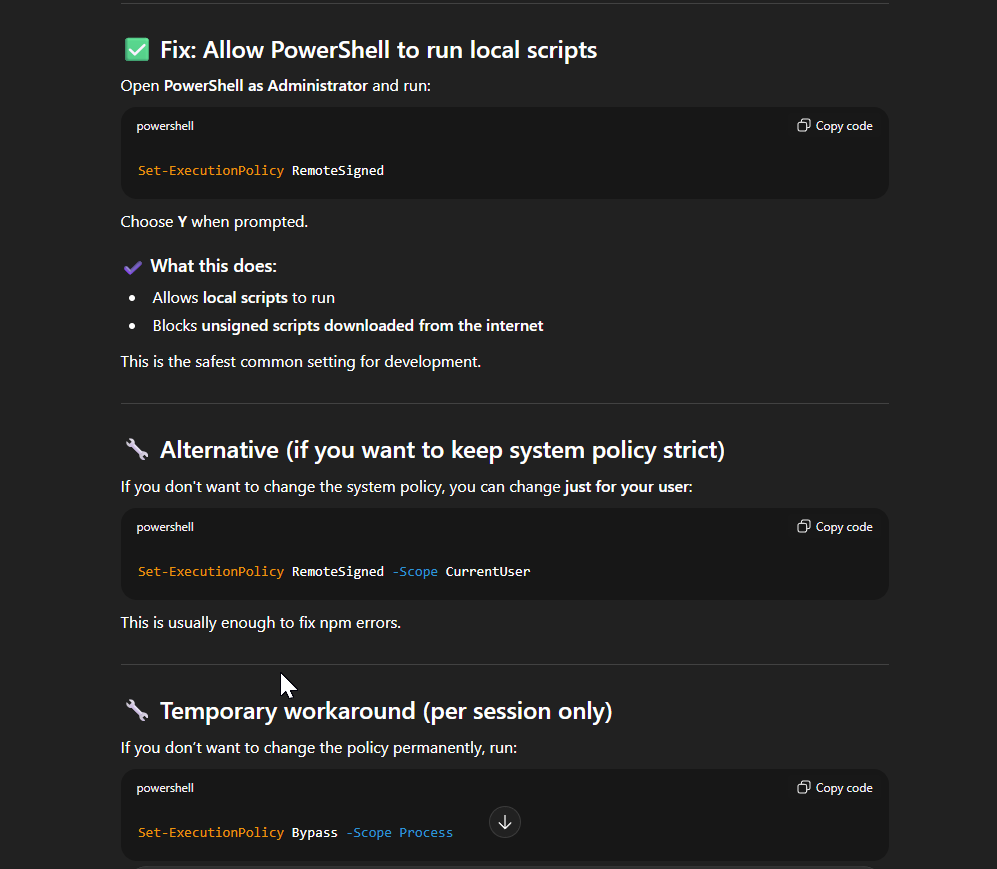 ✅ Fix: Allow PowerShell to run local scripts
Open PowerShell as Administrator and run:
powershell
Copy code
Set-ExecutionPolicy RemoteSigned
Choose Y when prompted.
✔ What this does:
• Allows local scripts to run
• Blocks unsigned scripts downloaded from the internet
This is the safest common setting for development.
🔧 Alternative (if you want to keep system policy strict)
If you don't want to change the system policy, you can change just for your user:
powershell
Copy code
Set-ExecutionPolicy RemoteSigned -Scope CurrentUser
This is usually enough to fix npm errors.
🔧 Temporary workaround (per session only)
If you don’t want to change the policy permanently, run:
powershell
Copy code
Set-ExecutionPolicy Bypass -Scope Process